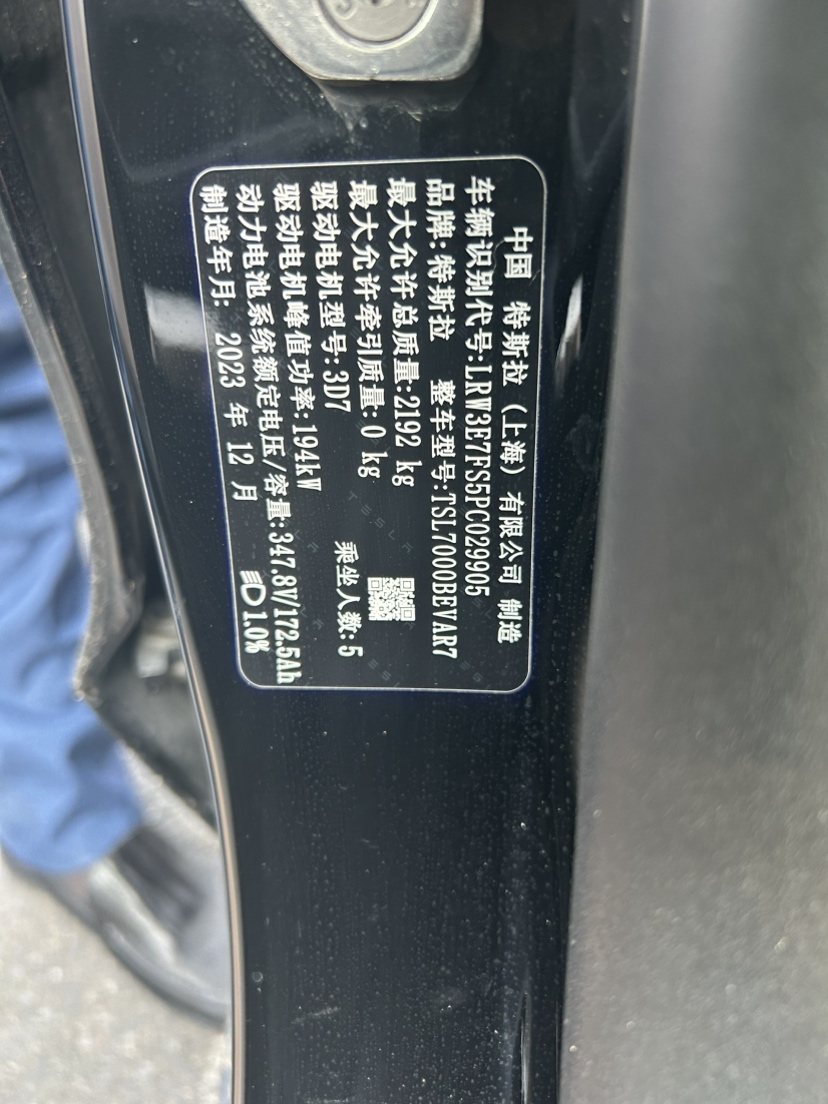 中国 特斯拉（上海）有限公司 制造
车辆识别代号:LRW3E7FS5PC029905
品牌:特斯拉 整车型号:TSL7000BEVAR7
最大允许总质量:2192 kg
最大允许牵引质量:0 kg
驱动电机型号:3D7 乘坐人数:5
驱动电机峰值功率:194kW
动力电池系统额定电压/容量:347.8V/172.5Ah
制造年月: 2023 年 12 月 1.0%